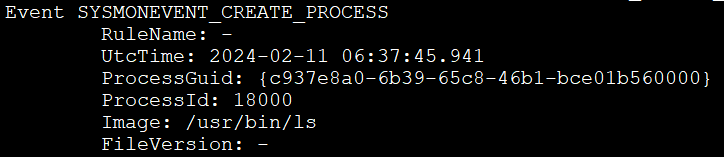 Event SYSMONEVENT_CREATE_PROCESS
RuleName: -
UtcTime: 2024-02-11 06:37:45.941
ProcessGuid: {c937e8a0-6b39-65c8-46b1-bce01b560000}
ProcessId: 18000
Image: /usr/bin/ls
FileVersion: -